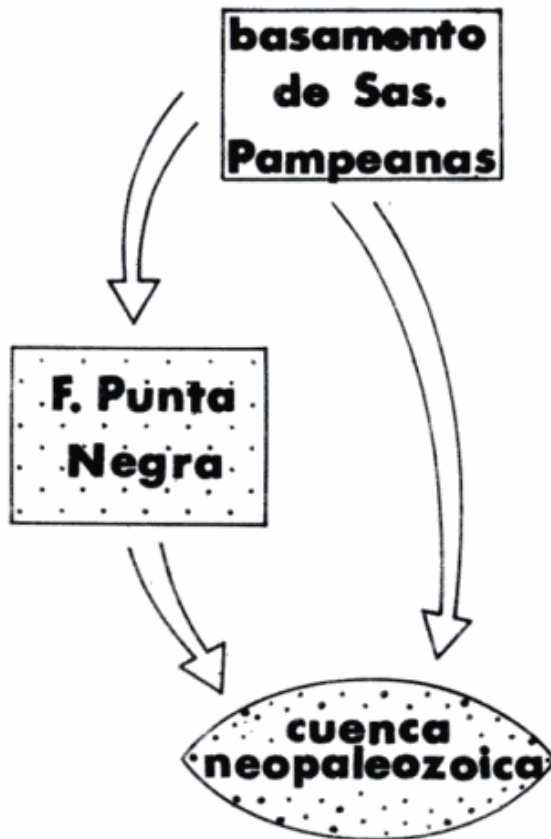 basamento
de Sas.
Pampeanas
F. Punta
Negra
cuenca
neopaleozoica